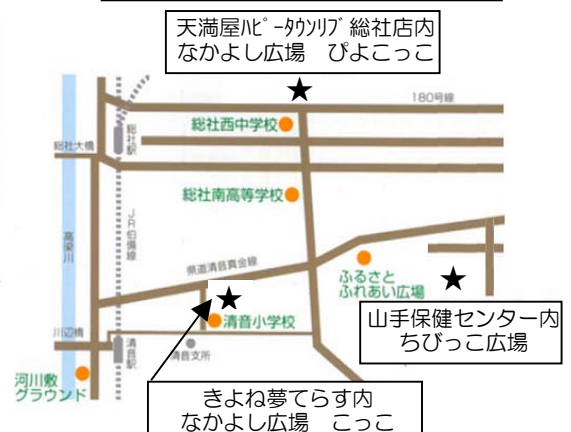 天満屋ﾊﾋﾟｰﾀｳﾝﾘﾌﾞ総社店内
なかよし広場　ぴよこっこ
180号線
総社西中学校
総社大橋
総社駅
総社南高等学校
JR伯備線
高梁川
県道清音真金線
ふるさと
ふれあい広場
山手保健センター内
ちびっこ広場
清音小学校
川辺橋
清音駅
清音支所
河川敷
グラウンド
きよね夢てらす内
なかよし広場　こっこ